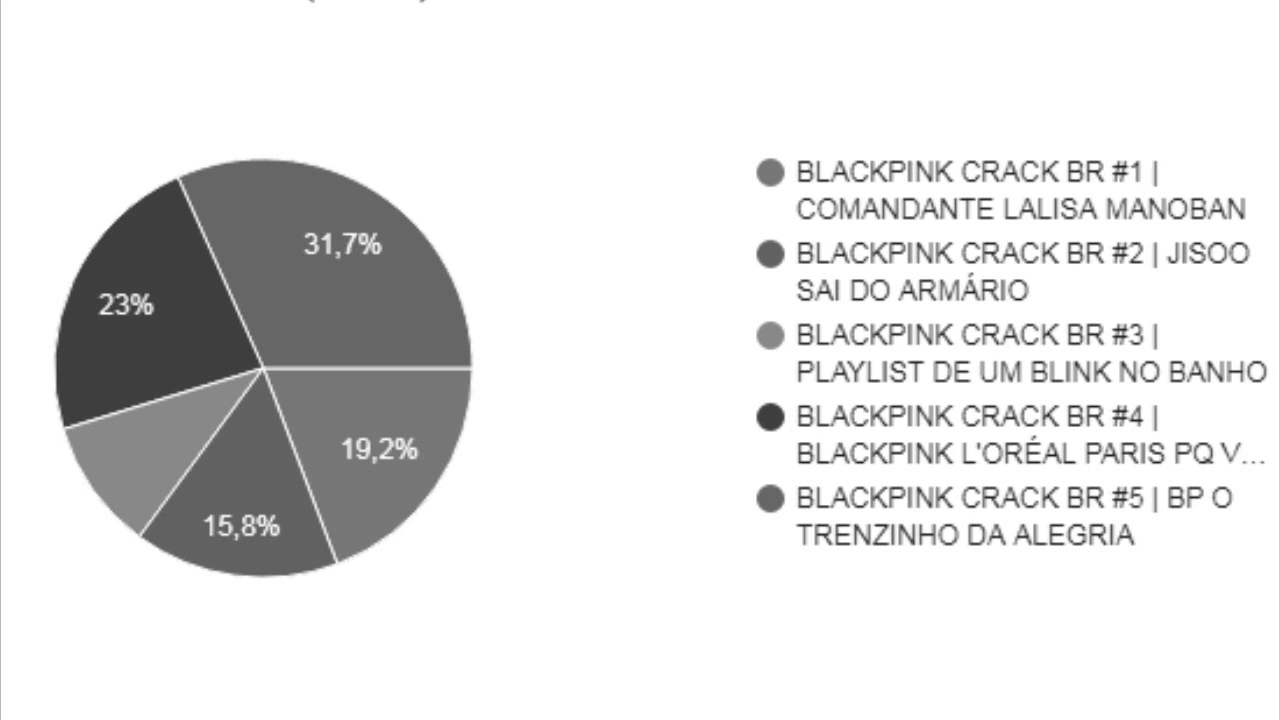 31,7%
23%
19,2%
15,8%
BLACKPINK CRACK BR #1 |
COMANDANTE LALISA MANOBAN
BLACKPINK CRACK BR #2 | JISOO
SAI DO ARMÁRIO
BLACKPINK CRACK BR #3 |
PLAYLIST DE UM BLINK NO BANHO
BLACKPINK CRACK BR #4 |
BLACKPINK L'ORÉAL PARIS PQ V...
BLACKPINK CRACK BR #5 | BP O
TRENZINHO DA ALEGRIA